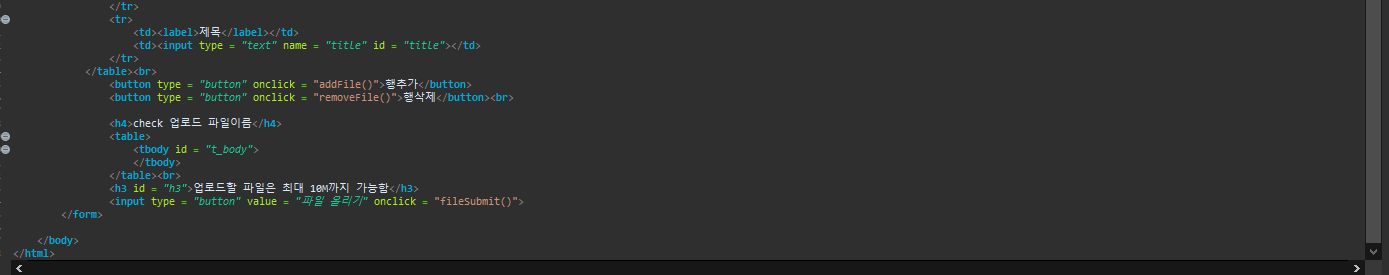 </tr>
<tr>
<td><label>제목</label></td>
<td><input type = "text" name = "title" id = "title"></td>
</tr>
</table><br>
<button type = "button" onclick = "addFile()">행추가</button>
<button type = "button" onclick = "removeFile()">행삭제</button><br>
<h4>check 업로드 파일이름</h4>
<table>
<tbody id = "t_body">
</tbody>
</table><br>
<h3 id = "h3">업로드할 파일은 최대 10M까지 가능함</h3>
<input type = "button" value = "파일 올리기" onclick = "fileSubmit()">
</form>
</body>
</html>